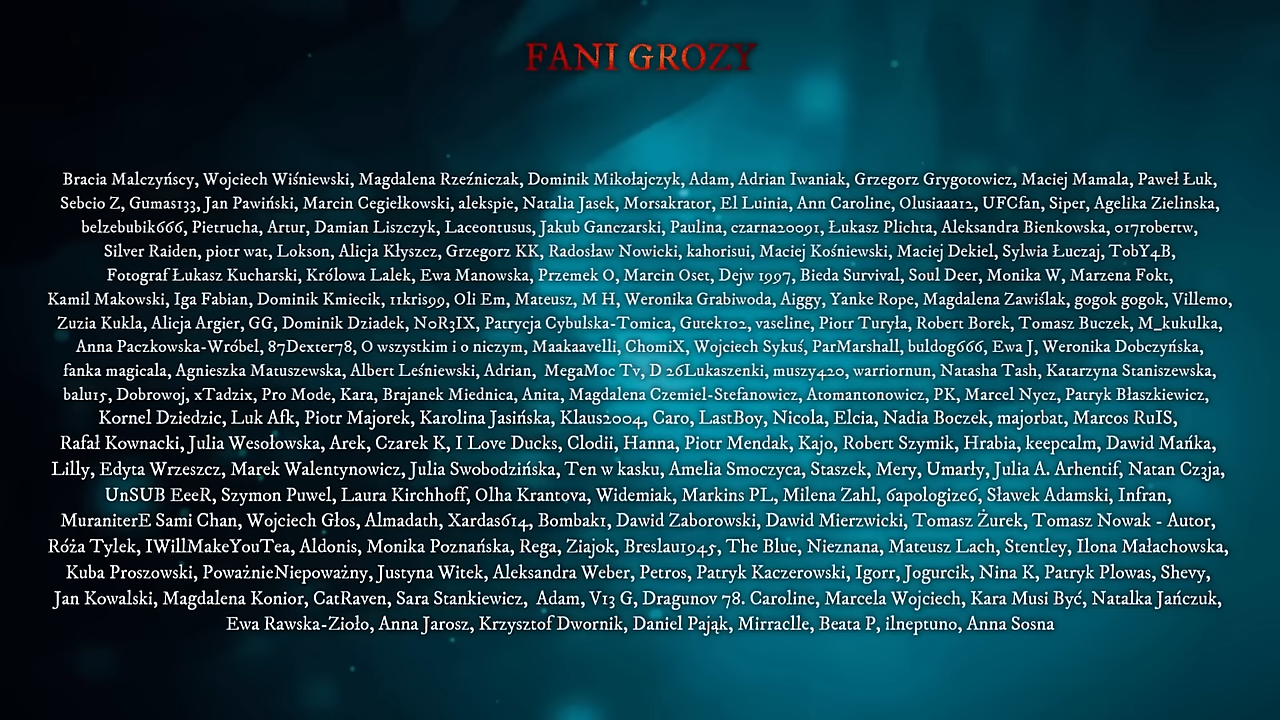 FANI GROZY
Bracia Malczyńscy, Wojciech Wiśniewski, Magdalena Rzeźniczak, Dominik Mikołajczyk, Adam, Adrian Iwaniak, Grzegorz Grygotowicz, Maciej Mamala, Paweł Łuk,
Sebcio Z, Gumas133, Jan Pawiński, Marcin Cegiełkowski, alekspie, Natalia Jasek, Morsakrator, El Luinia, Ann Caroline, Olusiaaa12, UFCfan, Siper, Agelika Zielinska,
belzebubik666, Pietrucha, Artur, Damian Liszczyk, Laceontusus, Jakub Ganczarski, Paulina, czarna20091, Łukasz Plichta, Aleksandra Bienkowska, 017robertw,
Silver Raiden, piotr wat, Lokson, Alicja Kłyszcz, Grzegorz KK, Radosław Nowicki, kahorisui, Maciej Kośniewski, Maciej Dekiel, Sylwia Łuczaj, TobY4B,
Fotograf Łukasz Kucharski, Królowa Lalek, Ewa Manowska, Przemek O, Marcin Oset, Dejw 1997, Bieda Survival, Soul Deer, Monika W, Marzena Fokt,
Kamil Makowski, Iga Fabian, Dominik Kmiecik, 11kris99, Oli Em, Mateusz, M H, Weronika Grabiwoda, Aiggy, Yanke Rope, Magdalena Zawiślak, gogok gogok, Villemo,
Zuzia Kukla, Alicja Argier, GG, Dominik Dziadek, N0R3IX, Patrycja Cybulska-Tomica, Gutek102, vaseline, Piotr Turyła, Robert Borek, Tomasz Buczek, M_kukulka,
Anna Paczkowska-Wróbel, 87Dexter78, O wszystkim i o niczym, Maakaavelli, ChomiX, Wojciech Sykuś, ParMarshall, buldog666, Ewa J, Weronika Dobczyńska,
fanka magicala, Agnieszka Matuszewska, Albert Leśniewski, Adrian,  MegaMoc Tv, D 26Lukaszenki, muszy420, warriornun, Natasha Tash, Katarzyna Staniszewska,
balu15, Dobrowoj, xTadzix, Pro Mode, Kara, Brajanek Miednica, Anita, Magdalena Czemiel-Stefanowicz, Atomantonowicz, PK, Marcel Nycz, Patryk Błaszkiewicz,
Kornel Dziedzic, Luk Afk, Piotr Majorek, Karolina Jasińska, Klaus2004, Caro, LastBoy, Nicola, Elcia, Nadia Boczek, majorbat, Marcos RuIS,
Rafał Kownacki, Julia Wesołowska, Arek, Czarek K, I Love Ducks, Clodii, Hanna, Piotr Mendak, Kajo, Robert Szymik, Hrabia, keepcalm, Dawid Mańka,
Lilly, Edyta Wrzeszcz, Marek Walentynowicz, Julia Swobodzińska, Ten w kasku, Amelia Smoczyca, Staszek, Mery, Umarły, Julia A. Arhentif, Natan Cz3ja,
UnSUB EeeR, Szymon Puwel, Laura Kirchhoff, Olha Krantova, Widemiak, Markins PL, Milena Zahl, 6apologize6, Sławek Adamski, Infran,
MuraniterE Sami Chan, Wojciech Głos, Almadath, Xardas614, Bombak1, Dawid Zaborowski, Dawid Mierzwicki, Tomasz Żurek, Tomasz Nowak - Autor,
Róża Tylek, IWillMakeYouTea, Aldonis, Monika Poznańska, Rega, Ziajok, Breslau1945, The Blue, Nieznana, Mateusz Lach, Stentley, Ilona Małachowska,
Kuba Proszowski, PoważnieNiepoważny, Justyna Witek, Aleksandra Weber, Petros, Patryk Kaczerowski, Igorr, Jogurcik, Nina K, Patryk Plowas, Shevy,
Jan Kowalski, Magdalena Konior, CatRaven, Sara Stankiewicz,  Adam, V13 G, Dragunov 78. Caroline, Marcela Wojciech, Kara Musi Być, Natalka Jańczuk,
Ewa Rawska-Zioło, Anna Jarosz, Krzysztof Dwornik, Daniel Pająk, Mirraclle, Beata P, ilneptuno, Anna Sosna